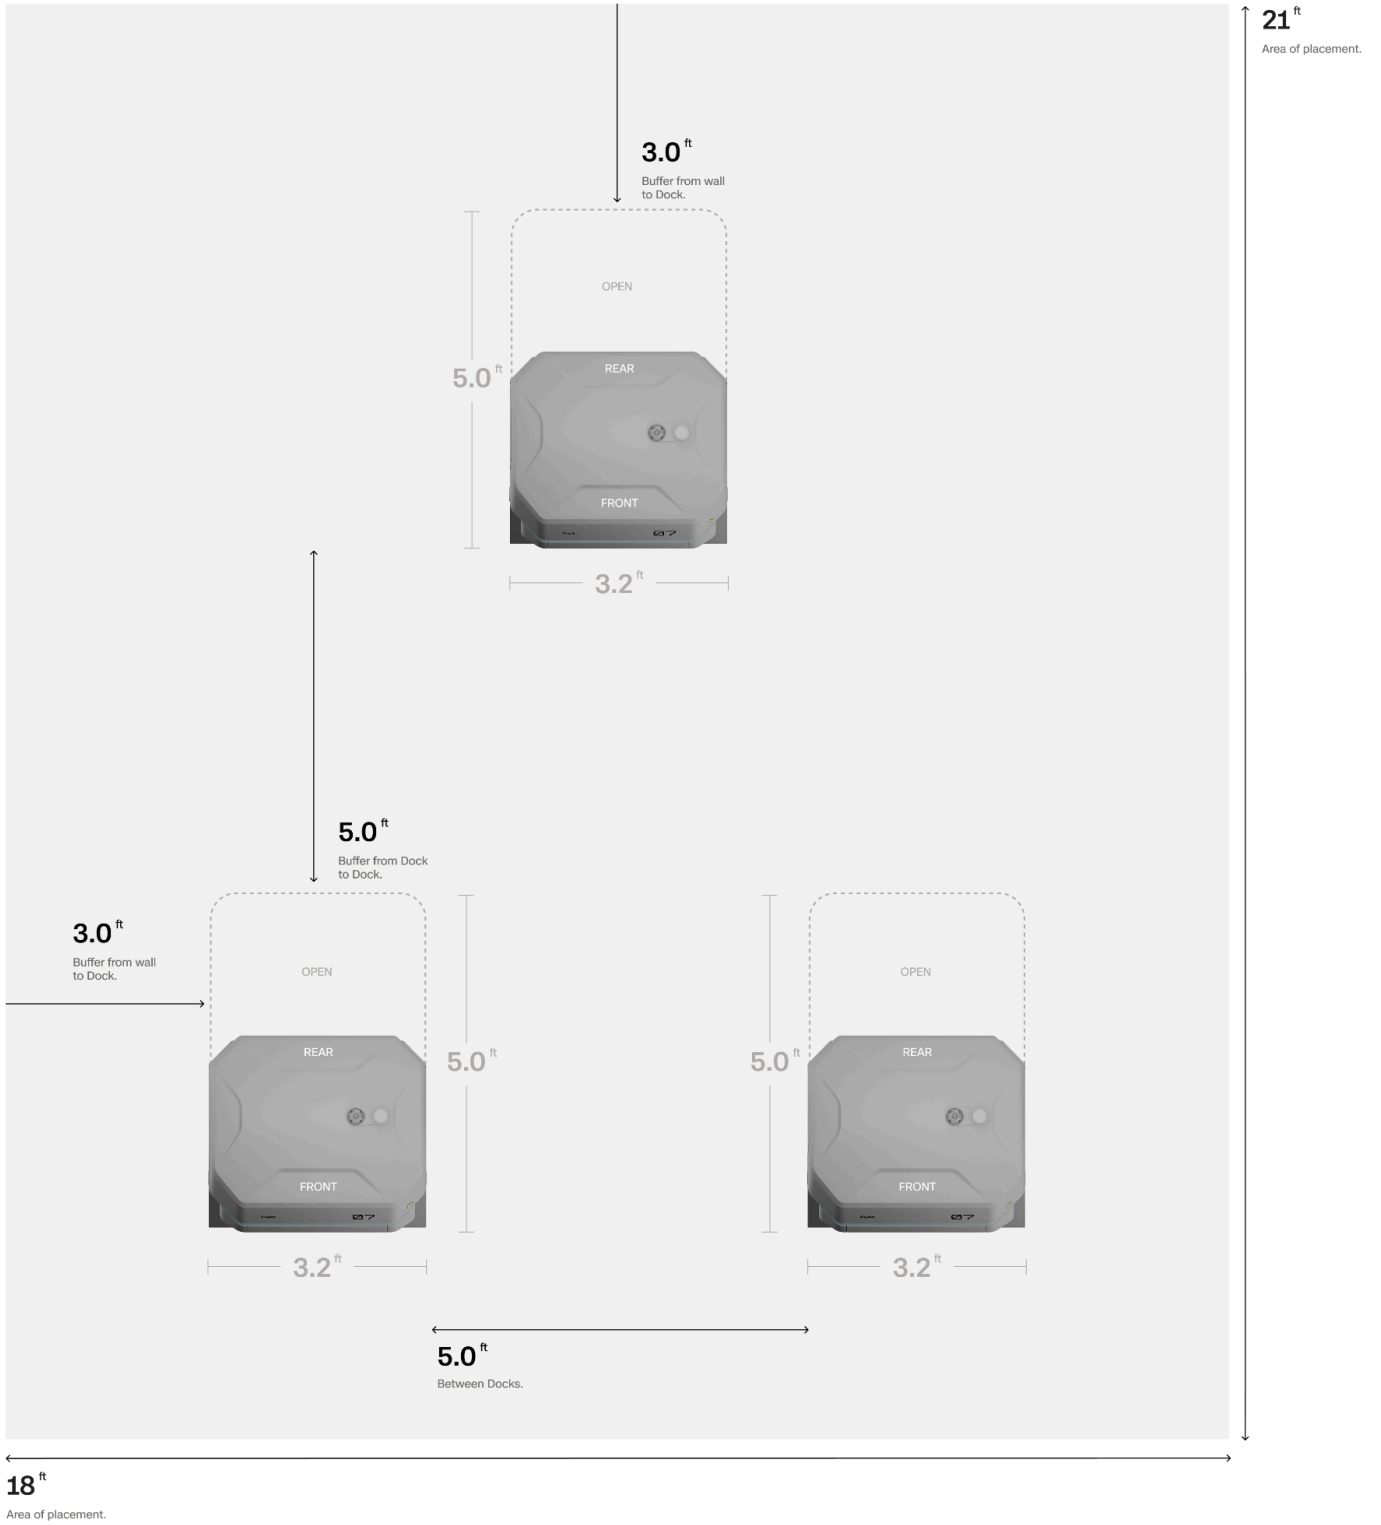 21 ft
Area of placement.
3.0 ft
Buffer from wall
to Dock.
OPEN
5.0 ft
REAR
FRONT
07
3.2 ft
5.0 ft
Buffer from Dock
to Dock.
3.0 ft
Buffer from wall
to Dock.
OPEN
OPEN
REAR
5.0 ft
5.0 ft
REAR
FRONT
FRONT
07
07
3.2 ft
3.2 ft
5.0 ft
Between Docks.
18 ft
Area of placement.